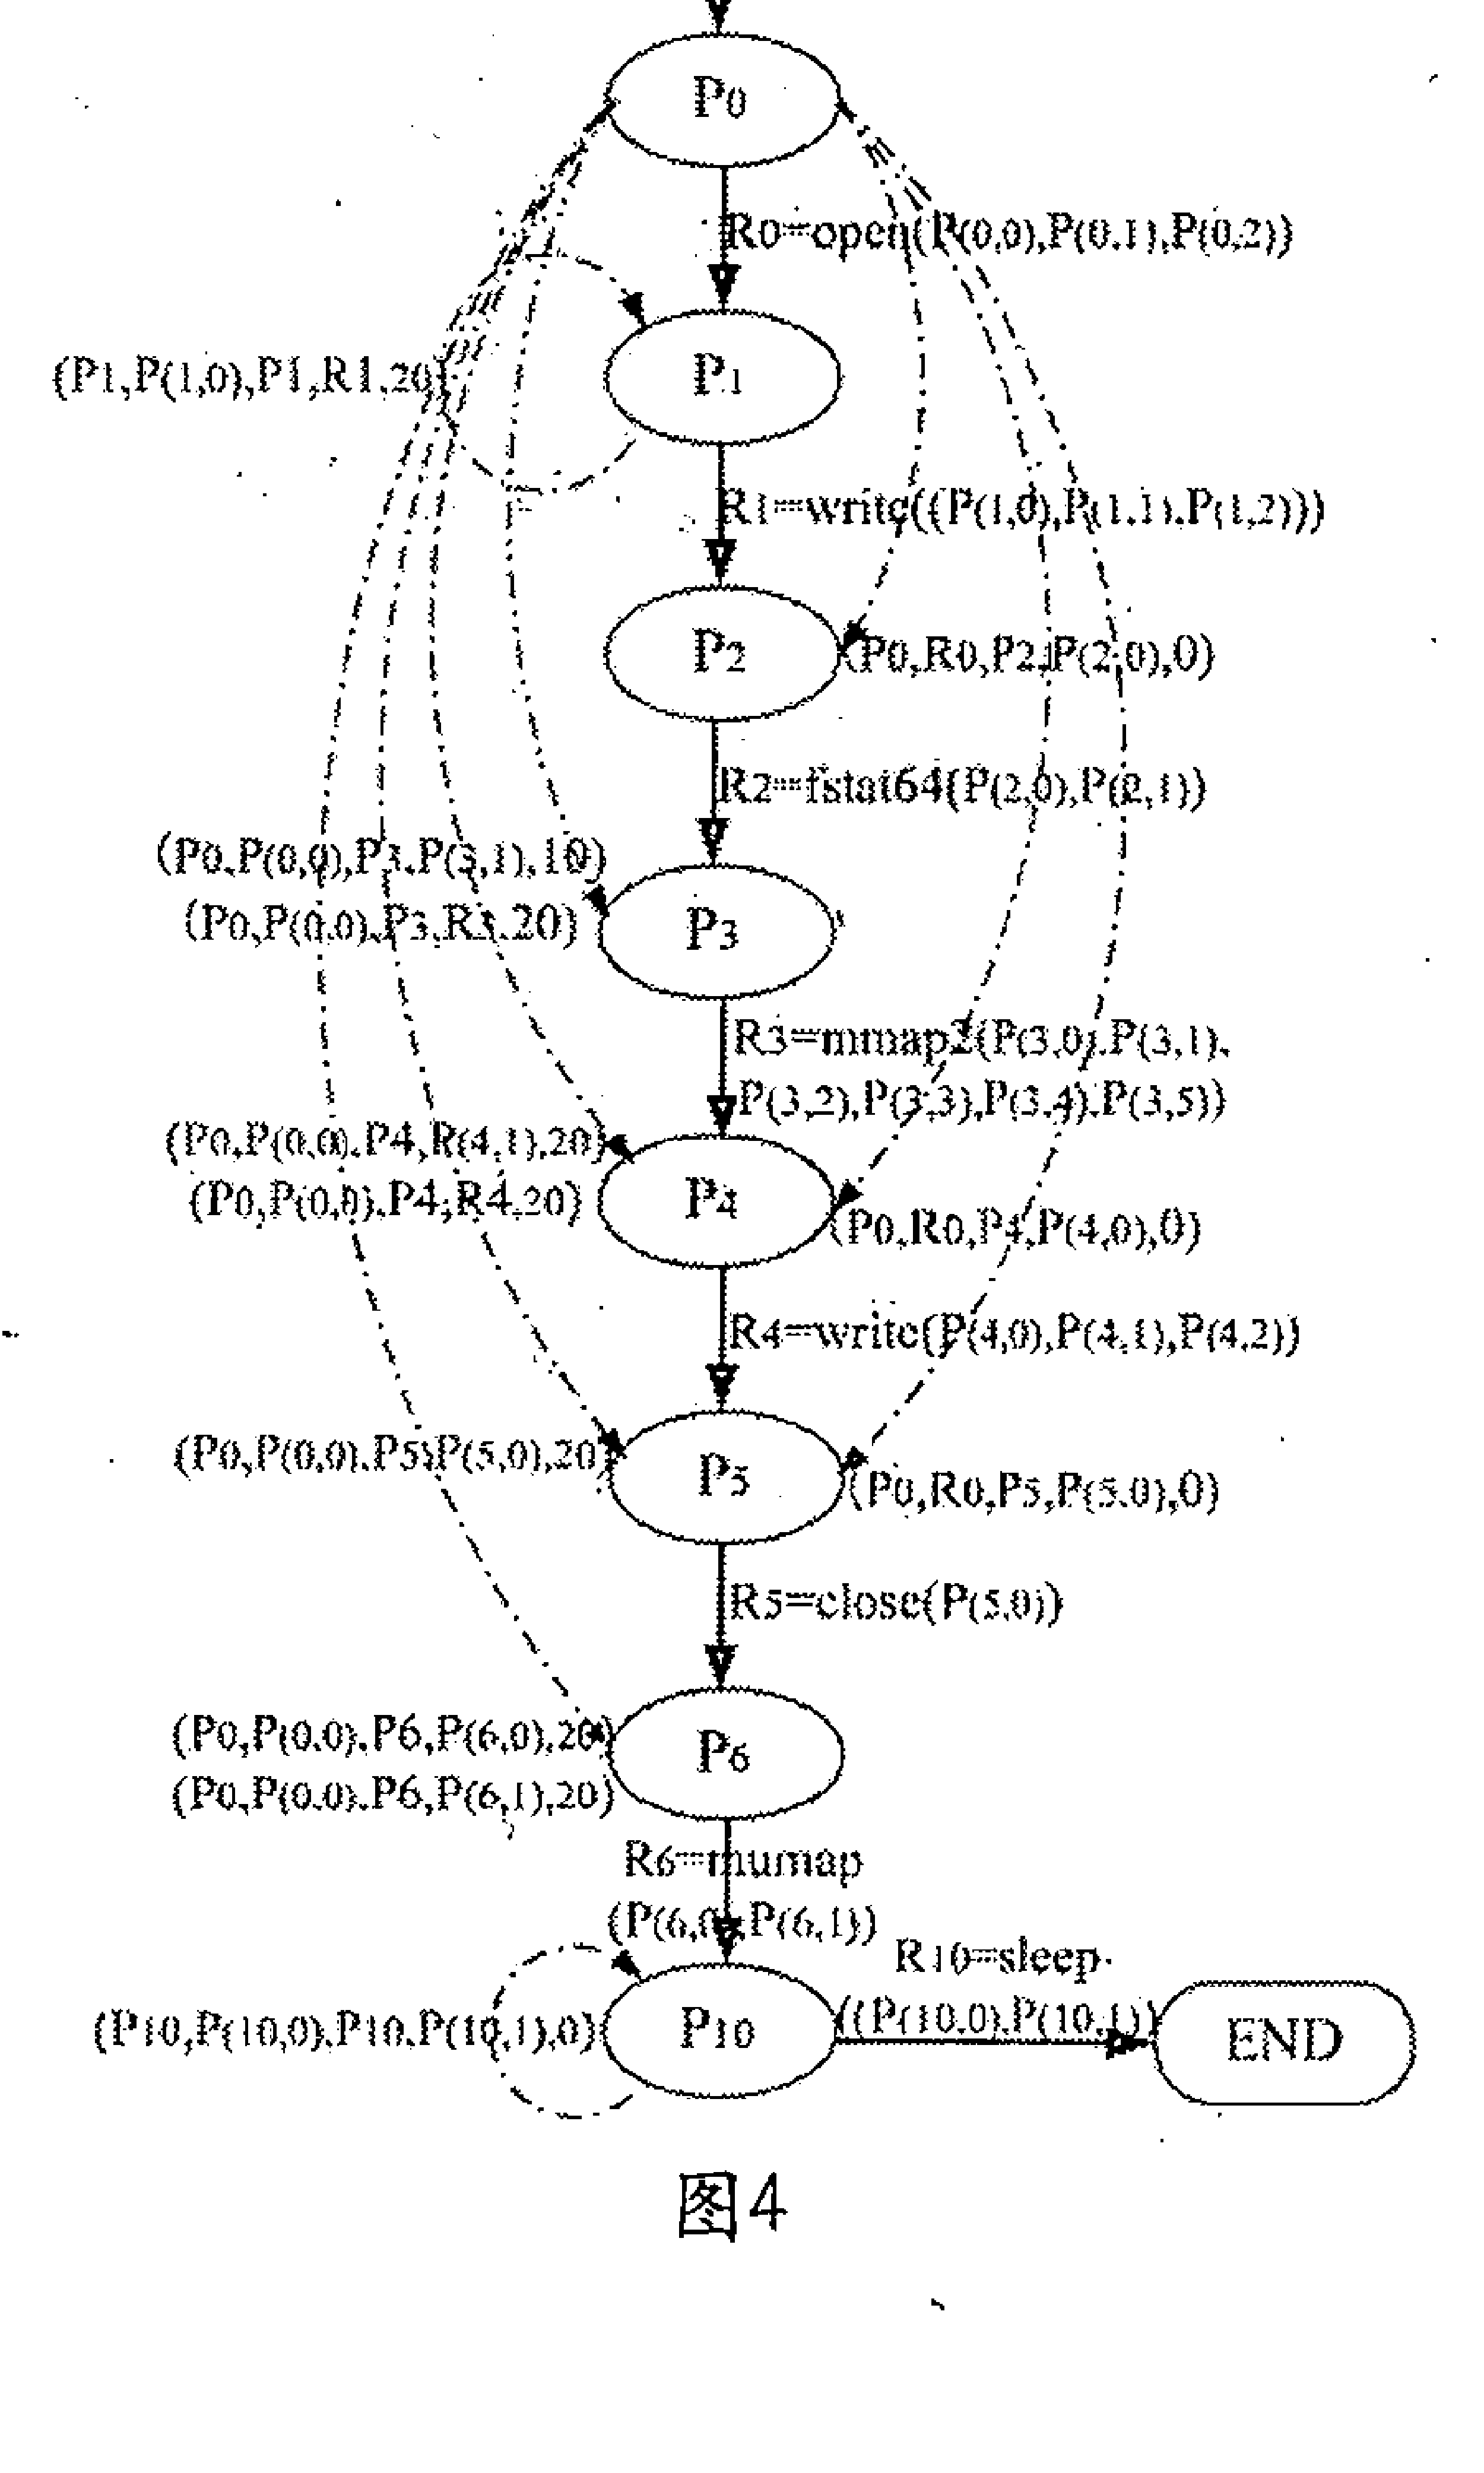 P0
R0=open(P(0,0),P(0,1),P(0,2))
(P1,P(1,0),P1,R1,20)
P1
R1=write((P(1,0),P(1,1),P(1,2)))
P2
(P0,R0,P2,P(2,0),0)
R2=fstat64(P(2,0),P(2,1))
(P0,P(0,0),P3,P(3,1),10)
(P0,P(0,0),P3,R3,20)
P3
R3=mmap2(P(3,0),P(3,1),
P(3,2),P(3,3),P(3,4),P(3,5))
(P0,P(0,0),P4,R(4,1),20)
(P0,P(0,0),P4,R4,20)
P4
(P0,R0,P4,P(4,0),0)
R4=write(P(4,0),P(4,1),P(4,2))
(P0,P(0,0),P5,P(5,0),20)
P5
(P0,R0,P5,P(5,0),0)
R5=close(P(5,0))
(P0,P(0,0),P6,P(6,0),20)
(P0,P(0,0),P6,P(6,1),20)
P6
R6=mumap
(P(6,0),P(6,1))
R10=sleep
((P(10,0),P(10,1))
(P10,P(10,0),P10,P(10,1),0)
P10
END
图4